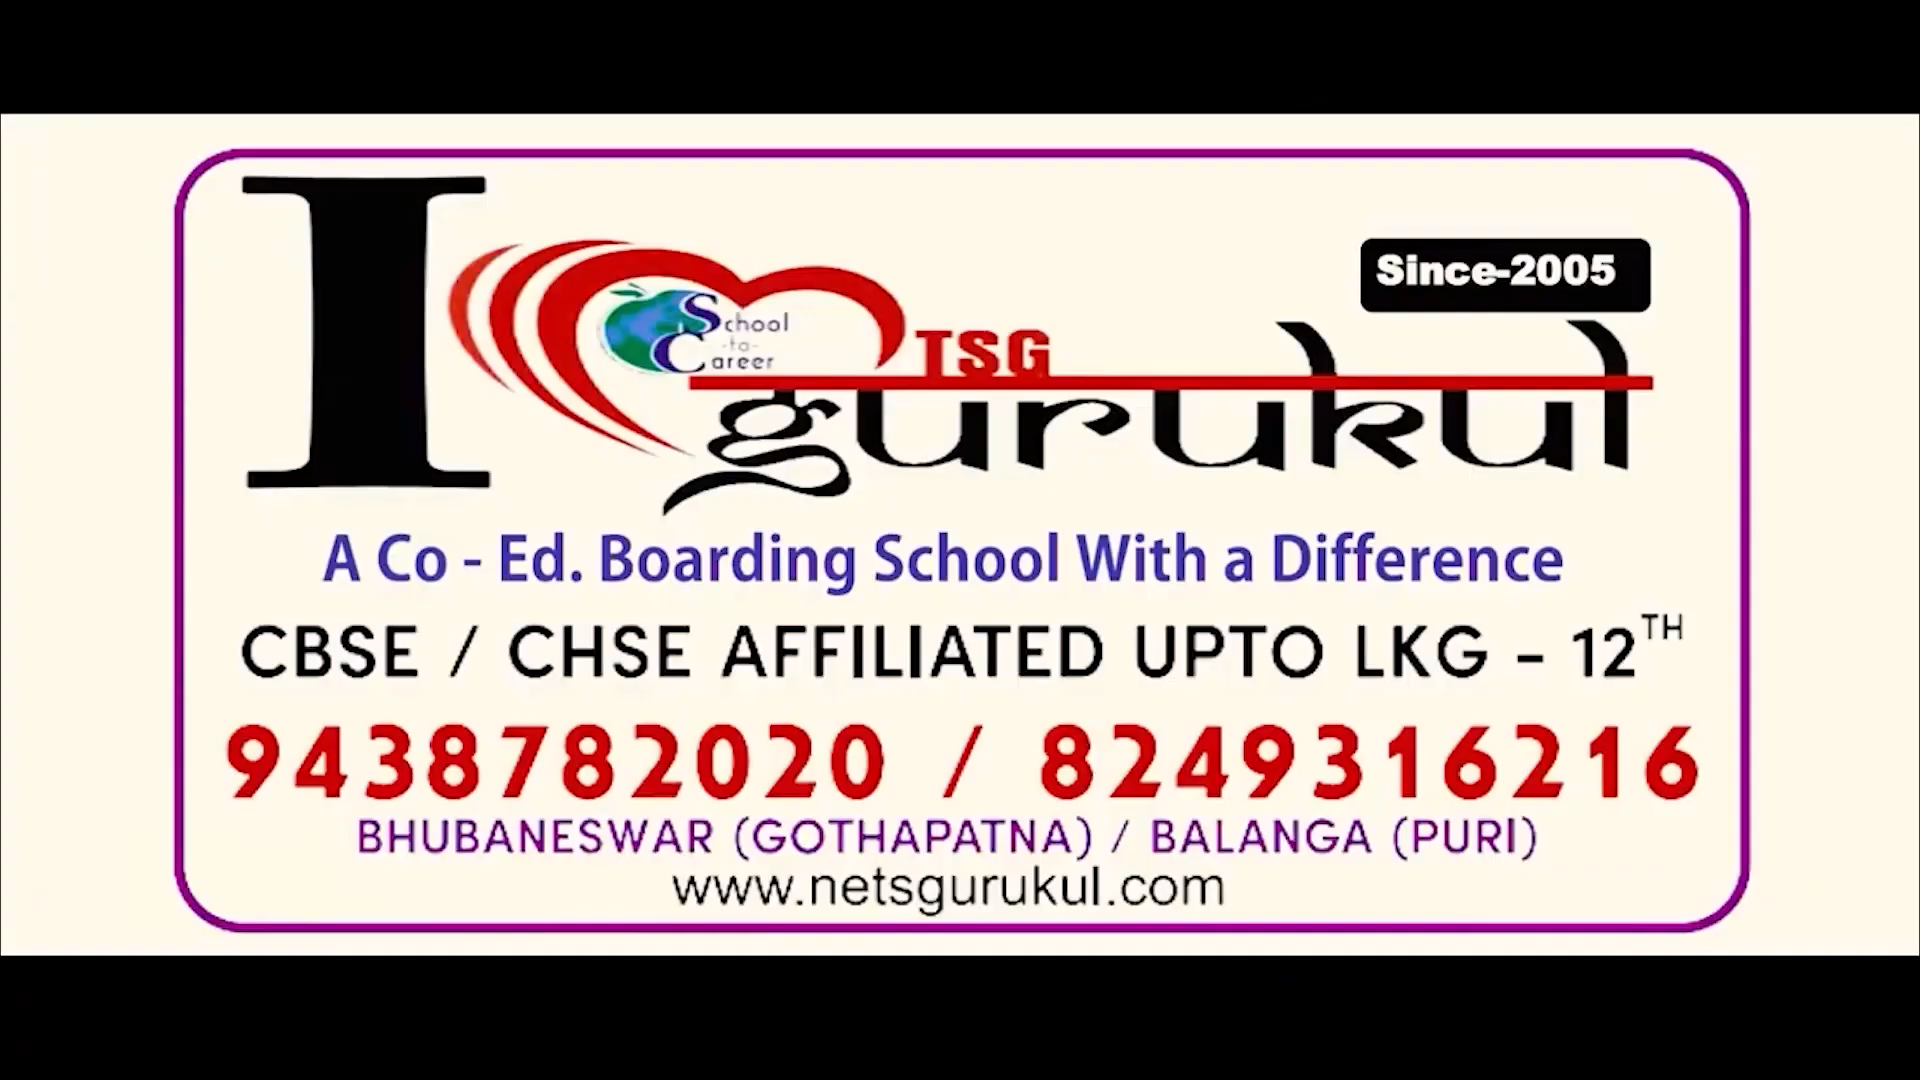 I
Since-2005
School
-to-
Career
TSG
gurukul
A Co - Ed. Boarding School With a Difference
CBSE / CHSE AFFILIATED UPTO LKG - 12TH
9438782020 / 8249316216
BHUBANESWAR (GOTHAPATNA) / BALANGA (PURI)
www.netsgurukul.com